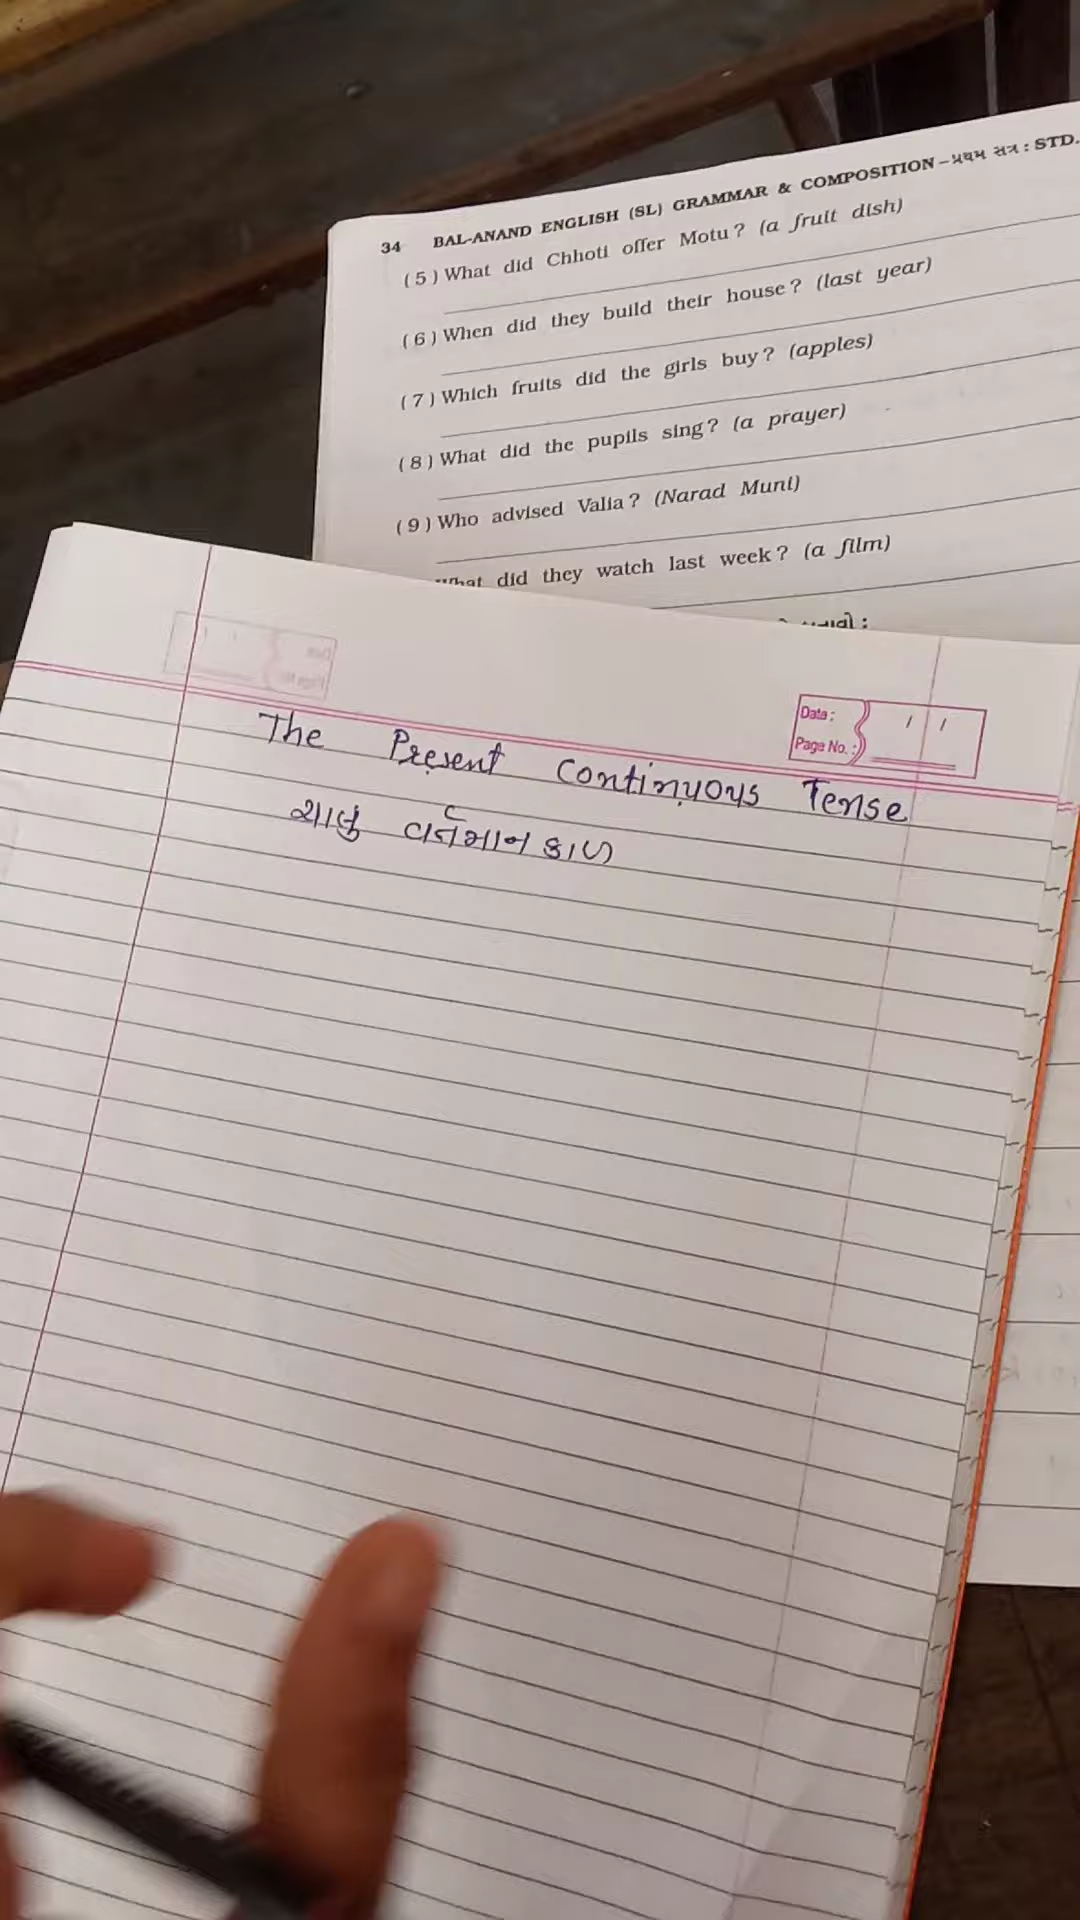 34 BAL-ANAND ENGLISH (SL) GRAMMAR & COMPOSITION – પ્રથમ સત્ર : STD.
( 5 ) What did Chhoti offer Motu ? (a fruit dish)
( 6 ) When did they build their house ? (last year)
( 7 ) Which fruits did the girls buy ? (apples)
( 8 ) What did the pupils sing ? (a prayer)
( 9 ) Who advised Valia ? (Narad Muni)
What did they watch last week ? (a film)
Date : / /
Page No. :
The Present Continuous Tense
ચાલુ વર્તમાનકાળ